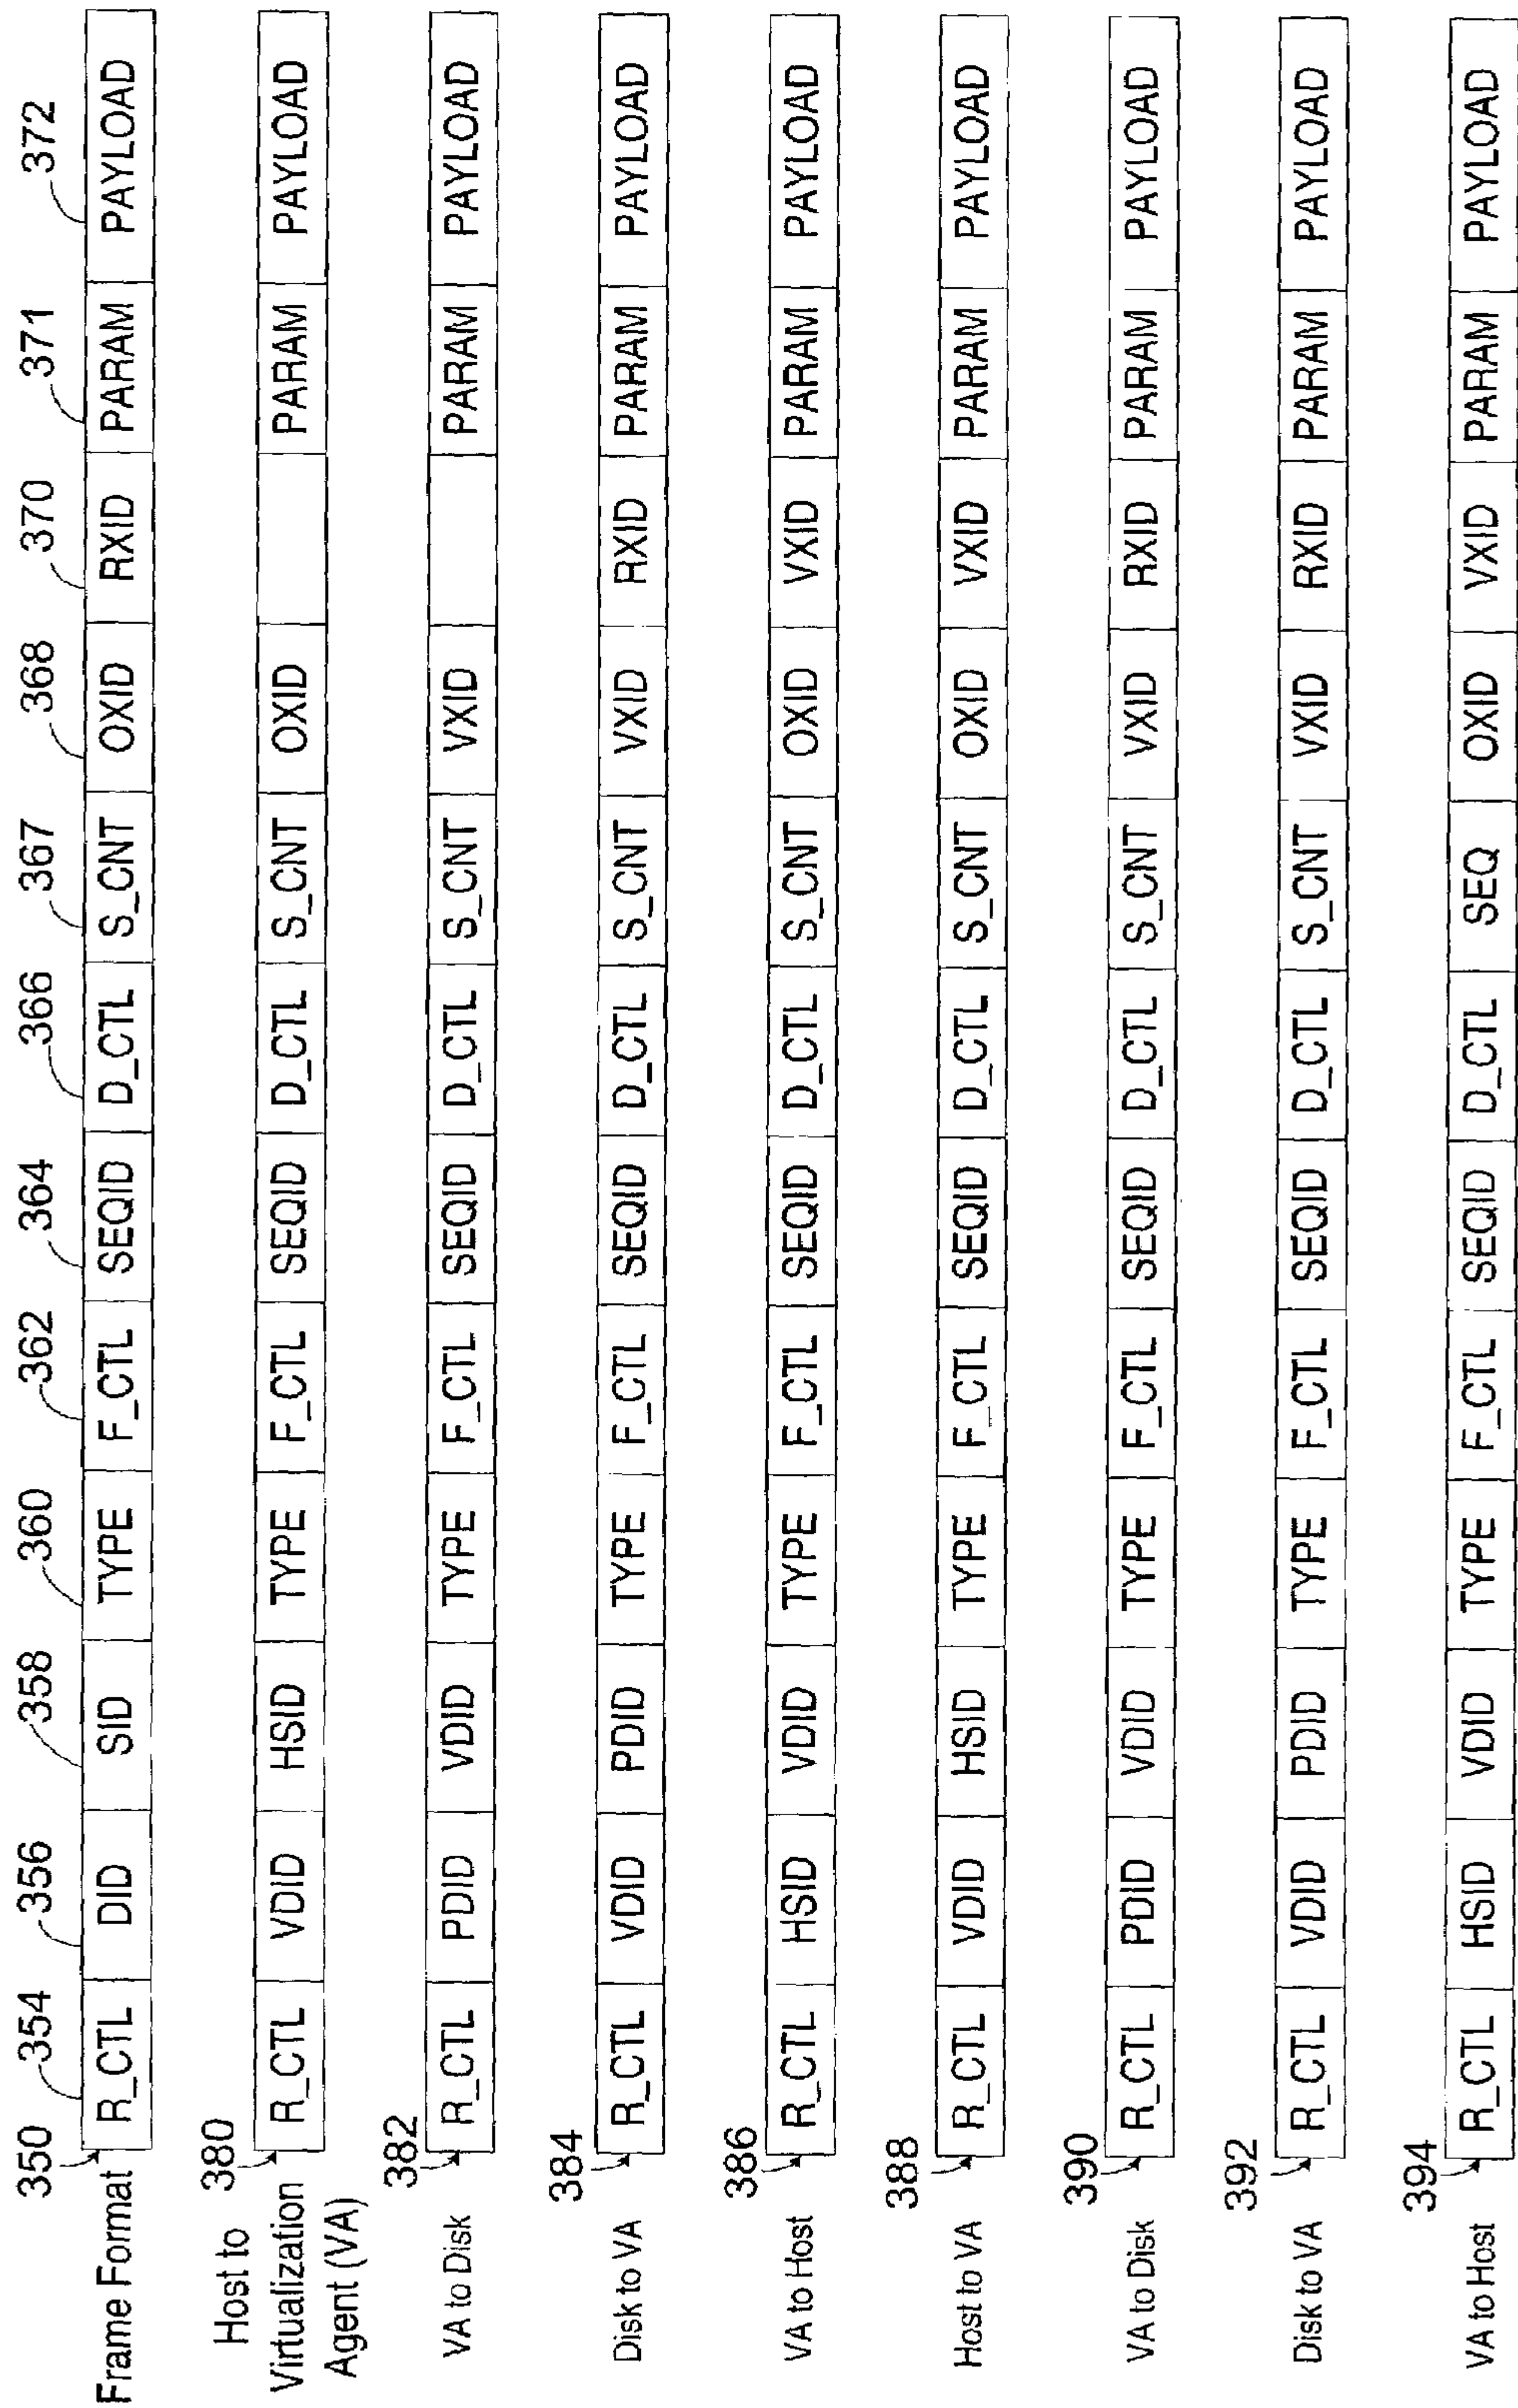 354 356 358 360 362 364 366 367 368 370 371 372
350
Frame Format R_CTL DID SID TYPE F_CTL SEQID D_CTL S_CNT OXID RXID PARAM PAYLOAD
380
Host to
Virtualization
Agent (VA)
R_CTL VDID HSID TYPE F_CTL SEQID D_CTL S_CNT OXID PARAM PAYLOAD
382
VA to Disk R_CTL PDID VDID TYPE F_CTL SEQID D_CTL S_CNT VXID PARAM PAYLOAD
384
Disk to VA R_CTL VDID PDID TYPE F_CTL SEQID D_CTL S_CNT VXID RXID PARAM PAYLOAD
386
VA to Host R_CTL HSID VDID TYPE F_CTL SEQID D_CTL S_CNT OXID VXID PARAM PAYLOAD
388
Host to VA R_CTL VDID HSID TYPE F_CTL SEQID D_CTL S_CNT OXID VXID PARAM PAYLOAD
390
VA to Disk R_CTL PDID VDID TYPE F_CTL SEQID D_CTL S_CNT VXID RXID PARAM PAYLOAD
392
Disk to VA R_CTL VDID PDID TYPE F_CTL SEQID D_CTL S_CNT VXID RXID PARAM PAYLOAD
394
VA to Host R_CTL HSID VDID TYPE F_CTL SEQID D_CTL SEQ OXID VXID PARAM PAYLOAD